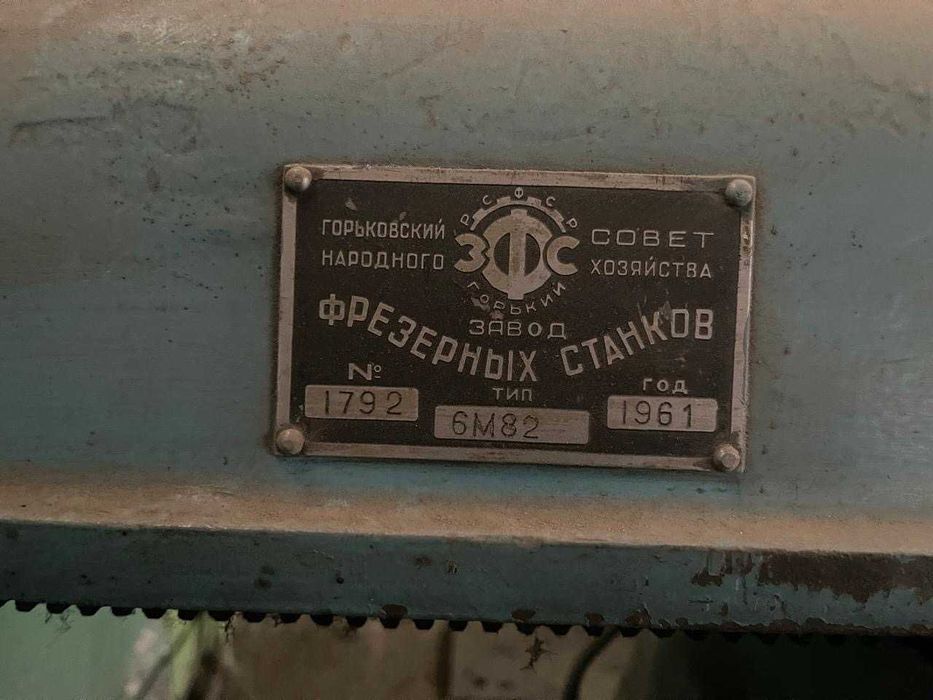 РСФСР
ГОРЬКОВСКИЙ ЗФС СОВЕТ
НАРОДНОГО ХОЗЯЙСТВА
ГОРЬКИЙ
ЗАВОД
ФРЕЗЕРНЫХ СТАНКОВ
№ ТИП ГОД
1792 6М82 1961